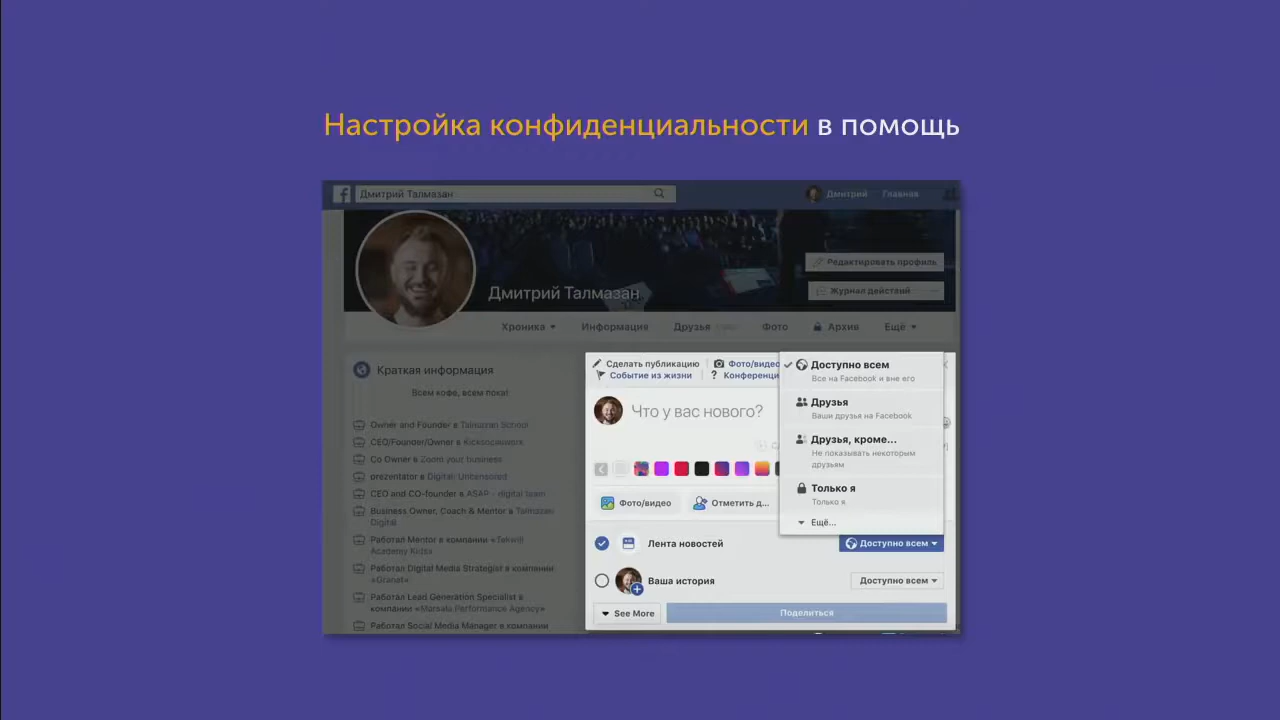 Настройка конфиденциальности в помощь
Дмитрий Талмазан
Дмитрий Главная
Редактировать профиль
Журнал действий
Дмитрий Талмазан
Хроника Информация Друзья Фото Архив Ещё
Краткая информация
Всем кофе, всем пока!
Owner and Founder в Talmazan School
CEO/Founder/Owner в
Co Owner в Zoom your business
prezentator в Digital Uncensored
CEO and CO-founder в ASAP - digital team
Business Owner, Coach & Mentor в Talmazan
Digital
Работал Mentor в компании «Tekwill
Academy Kids»
Работал Digital Media Strategist в компании
«Granat»
Работал Lead Generation Specialist в
компании «Marsala Performance Agency»
Работал Social Media Manager в компании
Сделать публикацию Фото/видео
Событие из жизни ? Конференци
Что у вас нового?
Фото/видео Отметить д...
Доступно всем
Все на Facebook и вне его
Друзья
Ваши друзья на Facebook
Друзья, кроме...
Не показывать некоторым
друзьям
Только я
Только я
Ещё...
Лента новостей Доступно всем
Ваша история Доступно всем
See More Поделиться